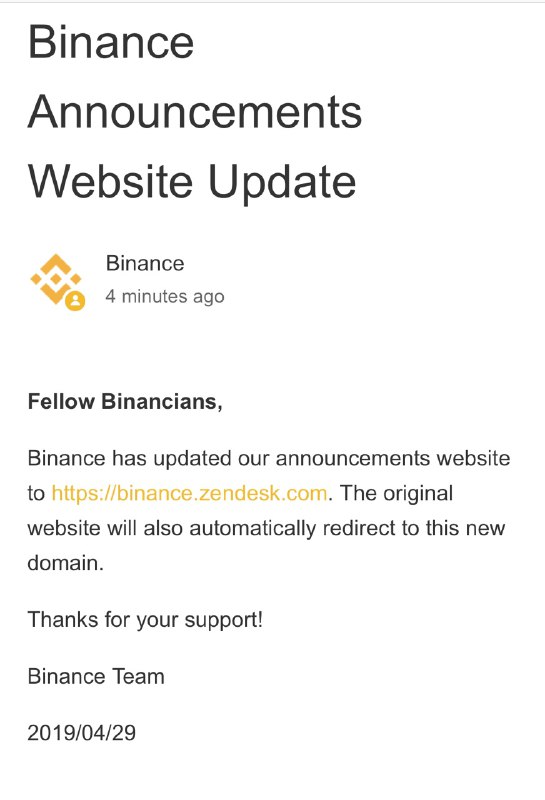 Binance
Announcements
Website Update
Binance
4 minutes ago
Fellow Binancians,
Binance has updated our announcements website
to https://binance.zendesk.com. The original
website will also automatically redirect to this new
domain.
Thanks for your support!
Binance Team
2019/04/29